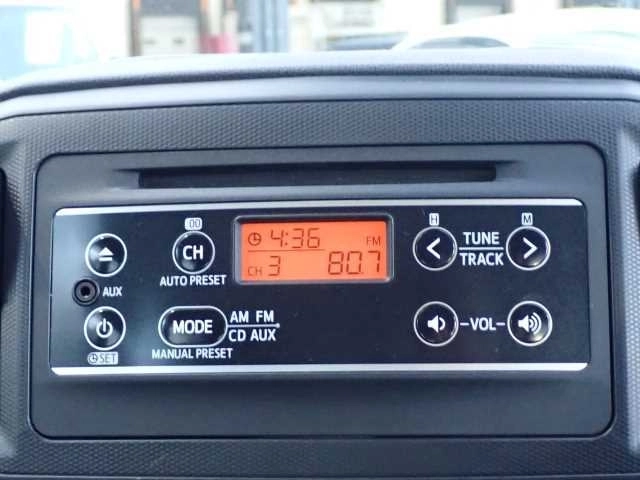 00
CH
AUTO PRESET
AUX
SET
MODE
AM FM
CD AUX
MANUAL PRESET
4:36
FM
CH 3 80.7
H
M
TUNE
TRACK
VOL